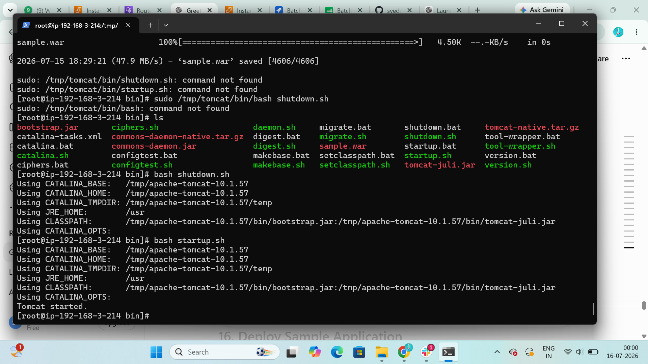 root@ip-192-168-3-214:/tmp/
Ask Gemini
sample.war 100%[==============================================>] 4.50K --.-KB/s in 0s
2026-07-15 18:29:21 (47.9 MB/s) – ‘sample.war’ saved [4606/4606]
sudo: /tmp/tomcat/bin/shutdown.sh: command not found
sudo: /tmp/tomcat/bin/startup.sh: command not found
[root@ip-192-168-3-214 bin]# sudo /tmp/tomcat/bin/bash shutdown.sh
sudo: /tmp/tomcat/bin/bash: command not found
[root@ip-192-168-3-214 bin]# ls
bootstrap.jar ciphers.sh daemon.sh migrate.bat shutdown.bat tomcat-native.tar.gz
catalina-tasks.xml commons-daemon-native.tar.gz digest.bat migrate.sh shutdown.sh tool-wrapper.bat
catalina.bat commons-daemon.jar digest.sh sample.war startup.bat tool-wrapper.sh
catalina.sh configtest.bat makebase.bat setclasspath.bat startup.sh version.bat
ciphers.bat configtest.sh makebase.sh setclasspath.sh tomcat-juli.jar version.sh
[root@ip-192-168-3-214 bin]# bash shutdown.sh
Using CATALINA_BASE: /tmp/apache-tomcat-10.1.57
Using CATALINA_HOME: /tmp/apache-tomcat-10.1.57
Using CATALINA_TMPDIR: /tmp/apache-tomcat-10.1.57/temp
Using JRE_HOME: /usr
Using CLASSPATH: /tmp/apache-tomcat-10.1.57/bin/bootstrap.jar:/tmp/apache-tomcat-10.1.57/bin/tomcat-juli.jar
Using CATALINA_OPTS:
[root@ip-192-168-3-214 bin]# bash startup.sh
Using CATALINA_BASE: /tmp/apache-tomcat-10.1.57
Using CATALINA_HOME: /tmp/apache-tomcat-10.1.57
Using CATALINA_TMPDIR: /tmp/apache-tomcat-10.1.57/temp
Using JRE_HOME: /usr
Using CLASSPATH: /tmp/apache-tomcat-10.1.57/bin/bootstrap.jar:/tmp/apache-tomcat-10.1.57/bin/tomcat-juli.jar
Using CATALINA_OPTS:
Tomcat started.
[root@ip-192-168-3-214 bin]#
Free
16. Deploy Sample Application
Search
ENG
IN
00:00
16-07-2026